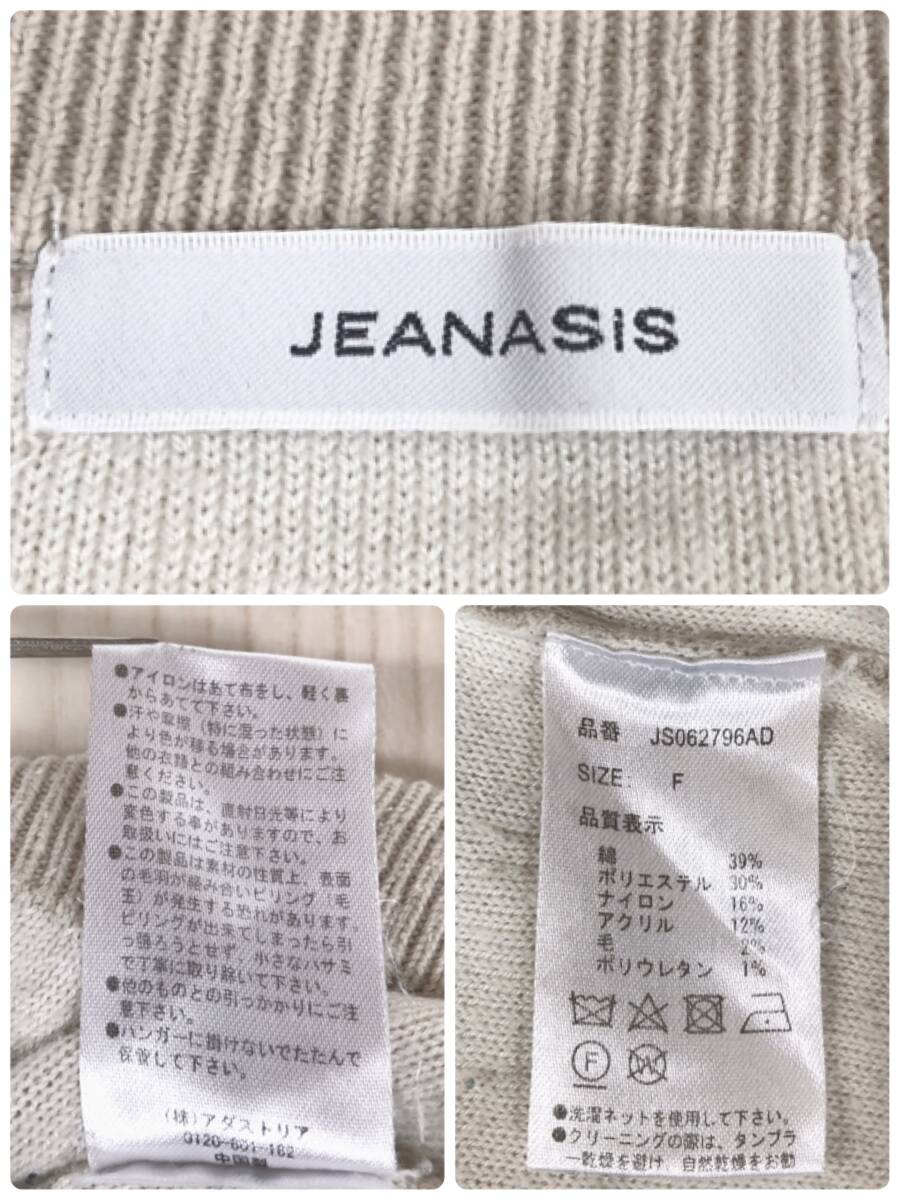 JEANASIS
●アイロンはあて布をし、軽く裏
からあてて下さい。
●汗や摩擦（特に湿った状態）に
より色が移る場合があります。
他の衣類との組み合わせにご注
意ください。
●この製品は、直射日光等により
変色する事がありますので、お
取扱いにはご注意下さい。
●この製品は素材の性質上、表面
の毛羽が絡み合いピリング（毛
玉）が発生する恐れがあります。
ピリングが出来てしまったら引
っ張ろうとせず、小さなハサミ
で丁寧に取り除いて下さい。
●他のものとの引っかかりにご注
意下さい。
●ハンガーに掛けないでたたんで
保管して下さい。
（株）アダストリア
0120-601-162
中国製
品番 JS062796AD
SIZE: F
品質表示
綿 39%
ポリエステル 30%
ナイロン 16%
アクリル 12%
毛 2%
ポリウレタン 1%
F W
●洗濯ネットを使用して下さい。
●クリーニングの際は、タンブラ
ー乾燥を避け、自然乾燥をお勧